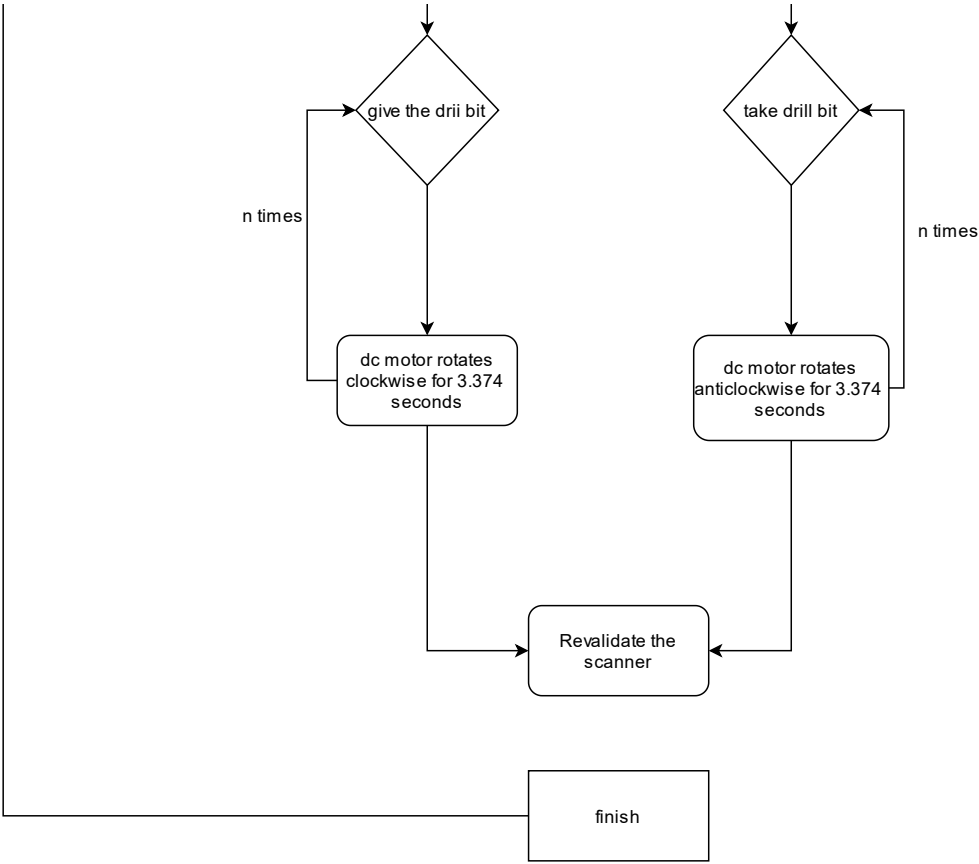 give the drii bit
take drill bit
n times
n times
dc motor rotates
clockwise for 3.374
seconds
dc motor rotates
anticlockwise for 3.374
seconds
Revalidate the
scanner
finish